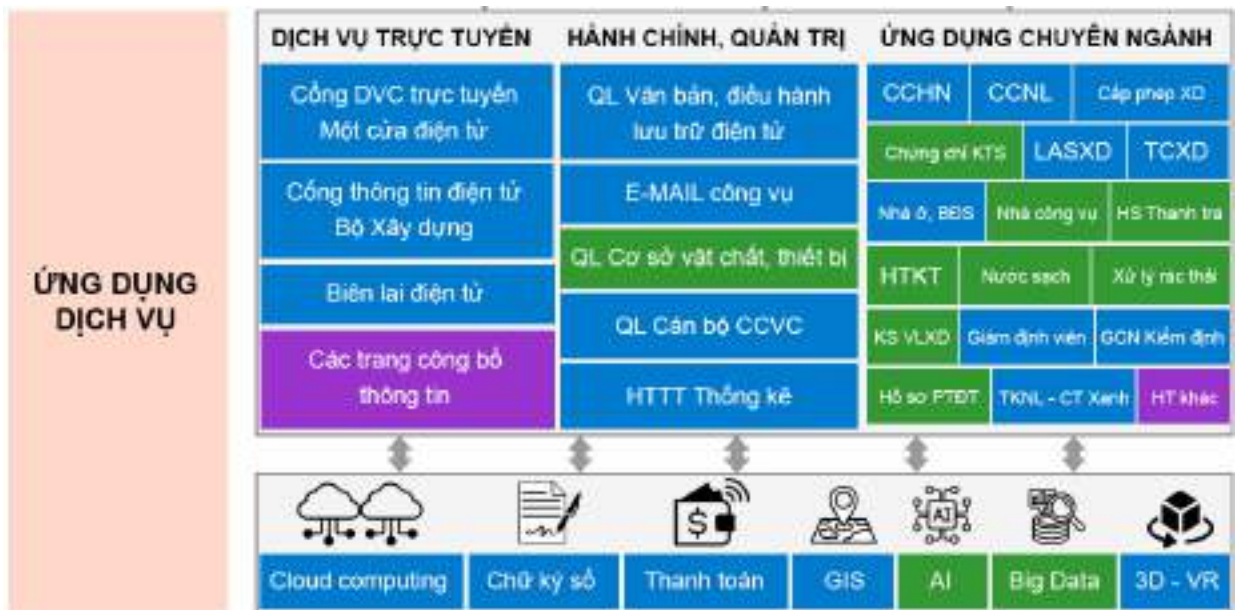 DỊCH VỤ TRỰC TUYẾN
HÀNH CHÍNH, QUẢN TRỊ
ỨNG DỤNG CHUYÊN NGÀNH
ỨNG DỤNG
DỊCH VỤ
Cổng DVC trực tuyến
Một cửa điện tử
Cổng thông tin điện tử
Bộ Xây dựng
Biên lai điện tử
Các trang công bố
thông tin
QL Văn bản, điều hành
lưu trữ điện tử
E-MAIL công vụ
QL Cơ sở vật chất, thiết bị
QL Cán bộ CCVC
HTTT Thống kê
CCHN
CCNL
Cấp phép XD
Chứng chỉ KTS
LASXD
TCXD
Nhà ở, BĐS
Nhà công vụ
HS Thanh tra
HTKT
Nước sạch
Xử lý rác thải
KS VLXD
Giám định viên
GCN Kiểm định
Hồ sơ PTĐT
TKNL - CT Xanh
HT khác
AI
Cloud computing
Chữ ký số
Thanh toán
GIS
AI
Big Data
3D - VR